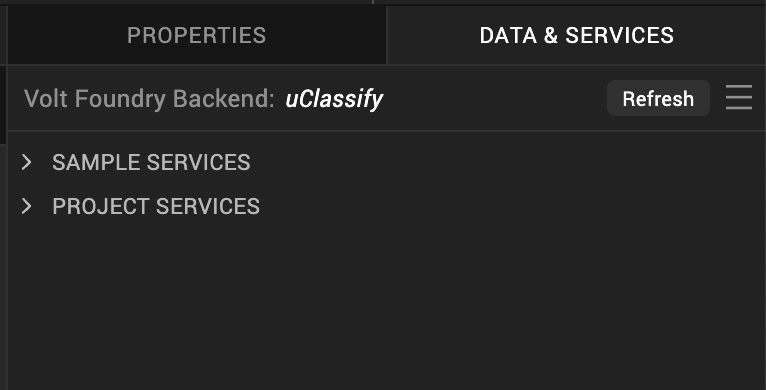 PROPERTIES DATA & SERVICES
Volt Foundry Backend: uClassify Refresh
SAMPLE SERVICES
PROJECT SERVICES